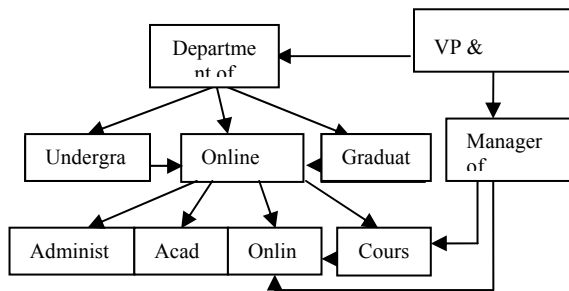 Departme
nt of
VP &
Undergra
Online
Graduat
Manager
of
Administ
Acad
Onlin
Cours